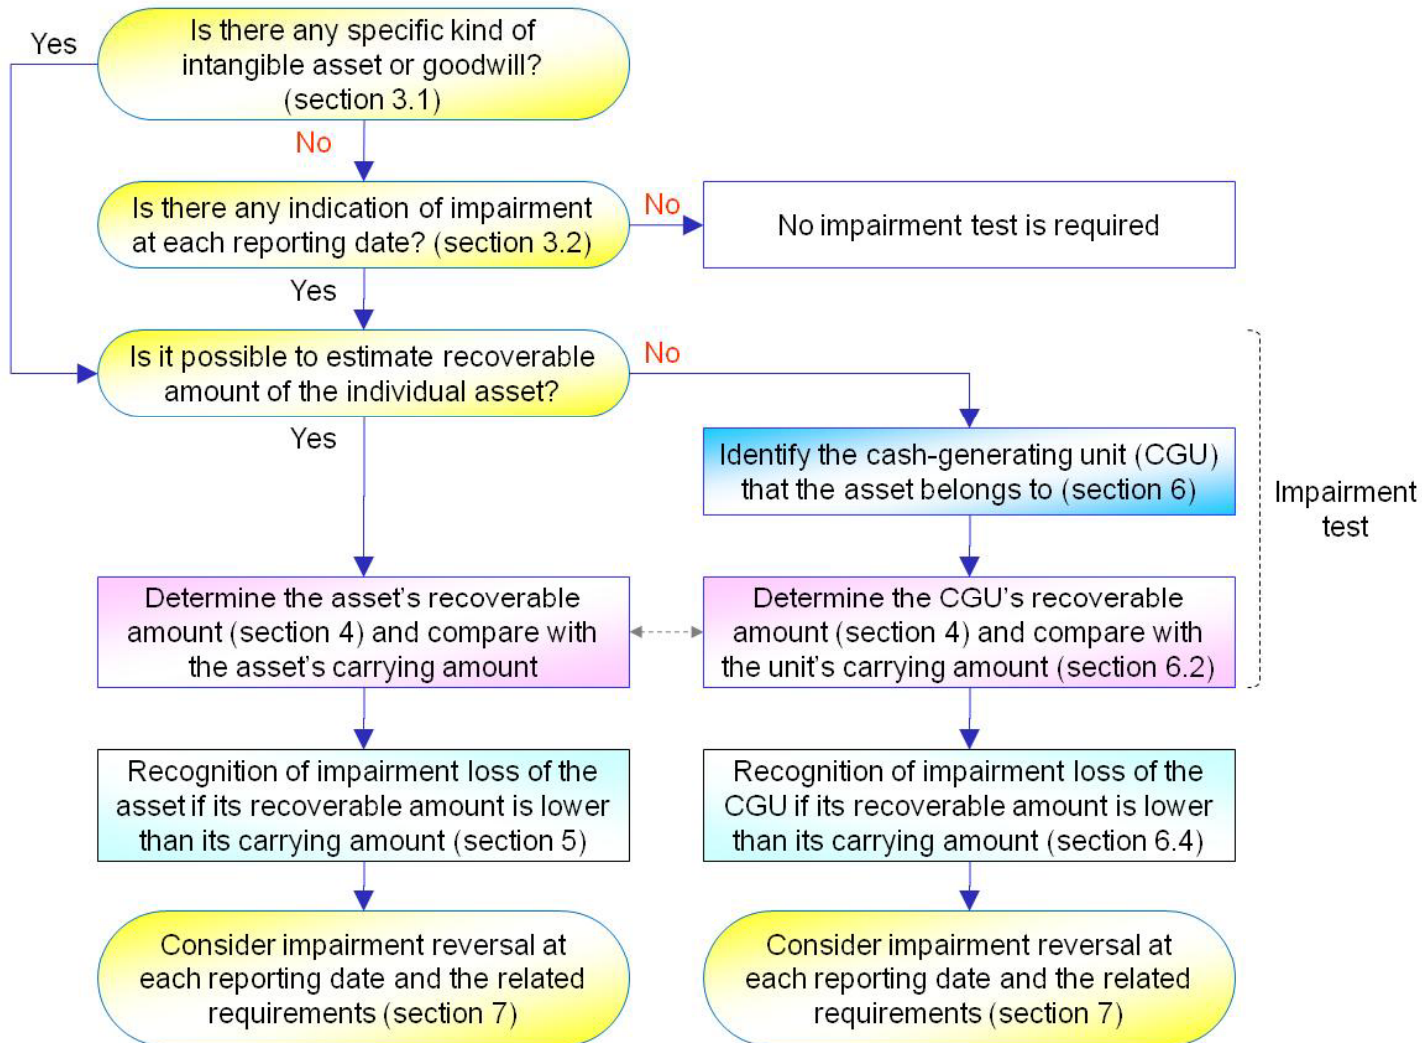 Yes
Is there any specific kind of
intangible asset or goodwill?
(section 3.1)
No
Is there any indication of impairment
at each reporting date? (section 3.2)
No
No impairment test is required
Yes
Is it possible to estimate recoverable
amount of the individual asset?
No
Yes
Identify the cash-generating unit (CGU)
that the asset belongs to (section 6)
Impairment
test
Determine the asset's recoverable
amount (section 4) and compare with
the asset's carrying amount
Determine the CGU's recoverable
amount (section 4) and compare with
the unit's carrying amount (section 6.2)
Recognition of impairment loss of the
asset if its recoverable amount is lower
than its carrying amount (section 5)
Recognition of impairment loss of the
CGU if its recoverable amount is lower
than its carrying amount (section 6.4)
Consider impairment reversal at
each reporting date and the related
requirements (section 7)
Consider impairment reversal at
each reporting date and the related
requirements (section 7)